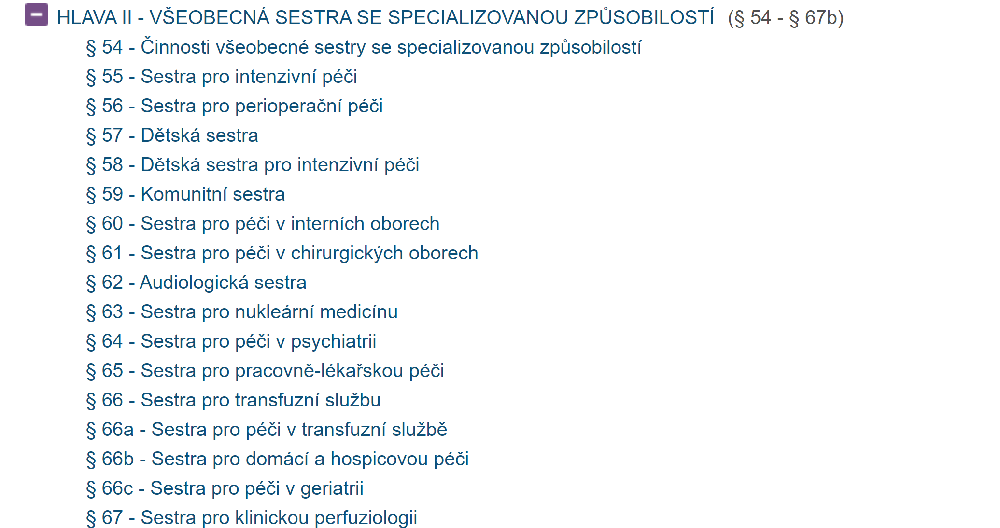 HLAVA II - VŠEOBECNÁ SESTRA SE SPECIALIZOVANOU ZPŮSOBILOSTÍ (§ 54 - § 67b)
§ 54 - Činnosti všeobecné sestry se specializovanou způsobilostí
§ 55 - Sestra pro intenzivní péči
§ 56 - Sestra pro perioperační péči
§ 57 - Dětská sestra
§ 58 - Dětská sestra pro intenzivní péči
§ 59 - Komunitní sestra
§ 60 - Sestra pro péči v interních oborech
§ 61 - Sestra pro péči v chirurgických oborech
§ 62 - Audiologická sestra
§ 63 - Sestra pro nukleární medicínu
§ 64 - Sestra pro péči v psychiatrii
§ 65 - Sestra pro pracovně-lékařskou péči
§ 66 - Sestra pro transfuzní službu
§ 66a - Sestra pro péči v transfuzní službě
§ 66b - Sestra pro domácí a hospicovou péči
§ 66c - Sestra pro péči v geriatrii
§ 67 - Sestra pro klinickou perfuziologii